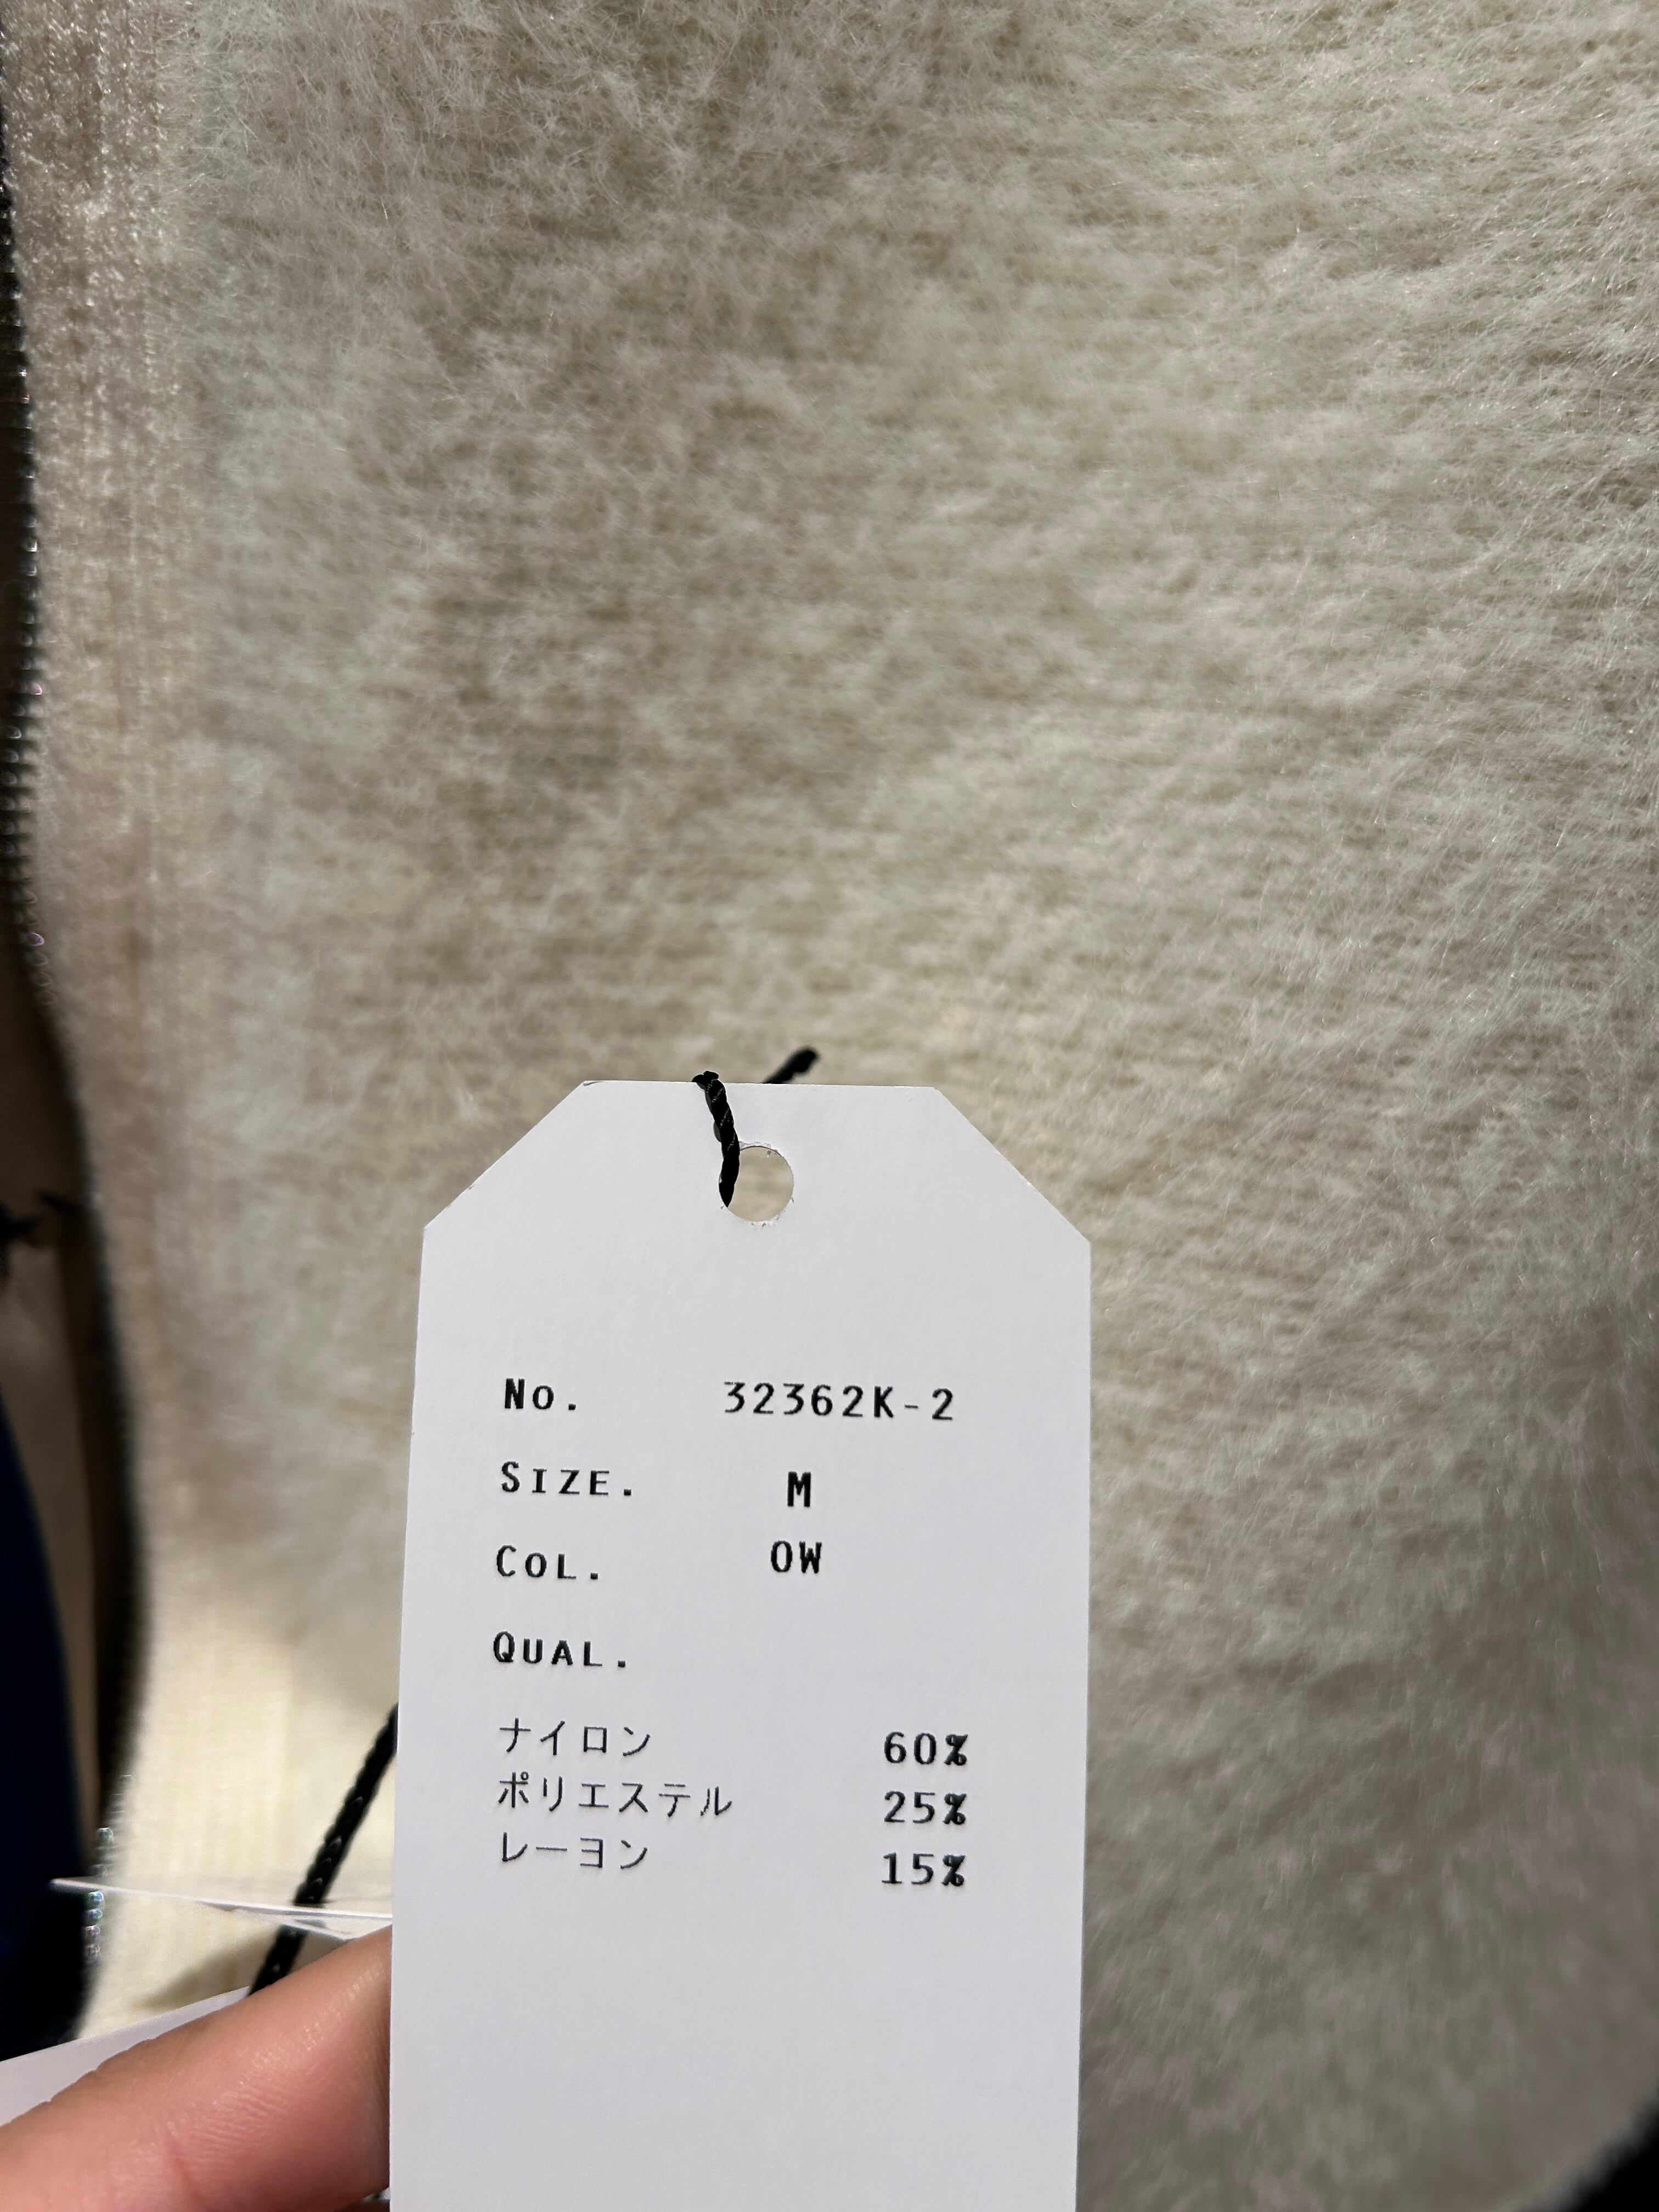 No. 32362K-2
SIZE. M
COL. OW
QUAL.
ナイロン 60%
ポリエステル 25%
レーヨン 15%